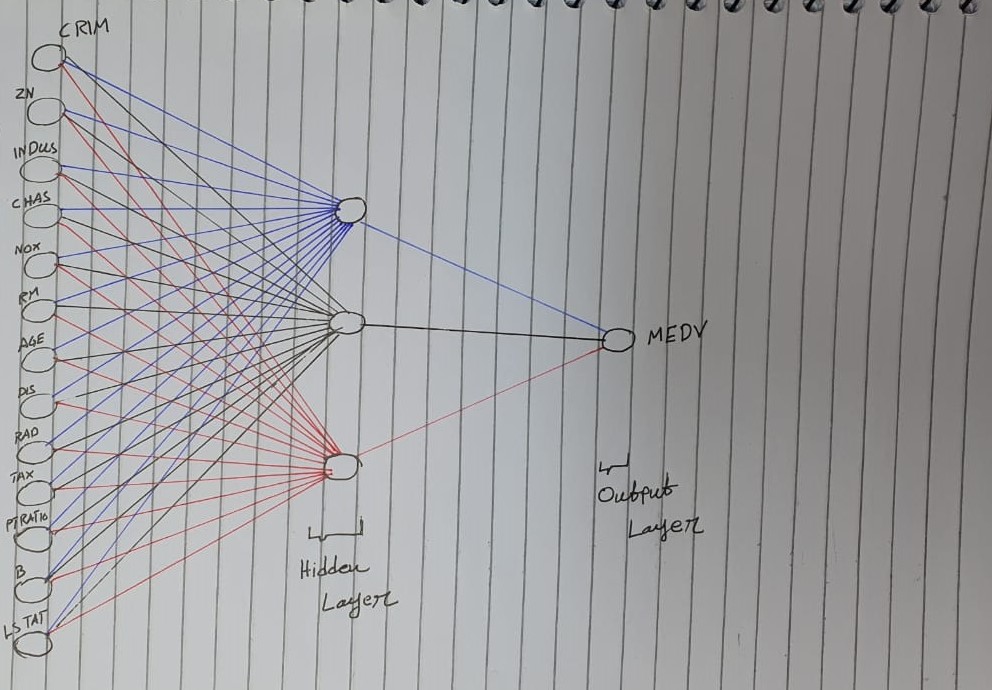 CRIM
ZN
INDUS
CHAS
NOX
RM
AGE
DIS
RAD
TAX
PTRATIO
B
LSTAT
MEDV
Hidden
Layer
Output
Layer